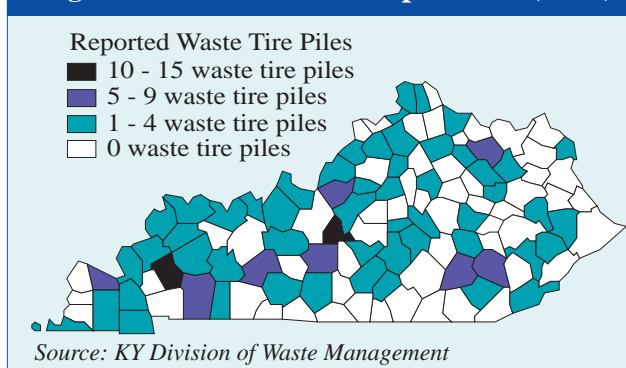 Reported Waste Tire Piles
10 - 15 waste tire piles
5 - 9 waste tire piles
1 - 4 waste tire piles
0 waste tire piles
Source: KY Division of Waste Management